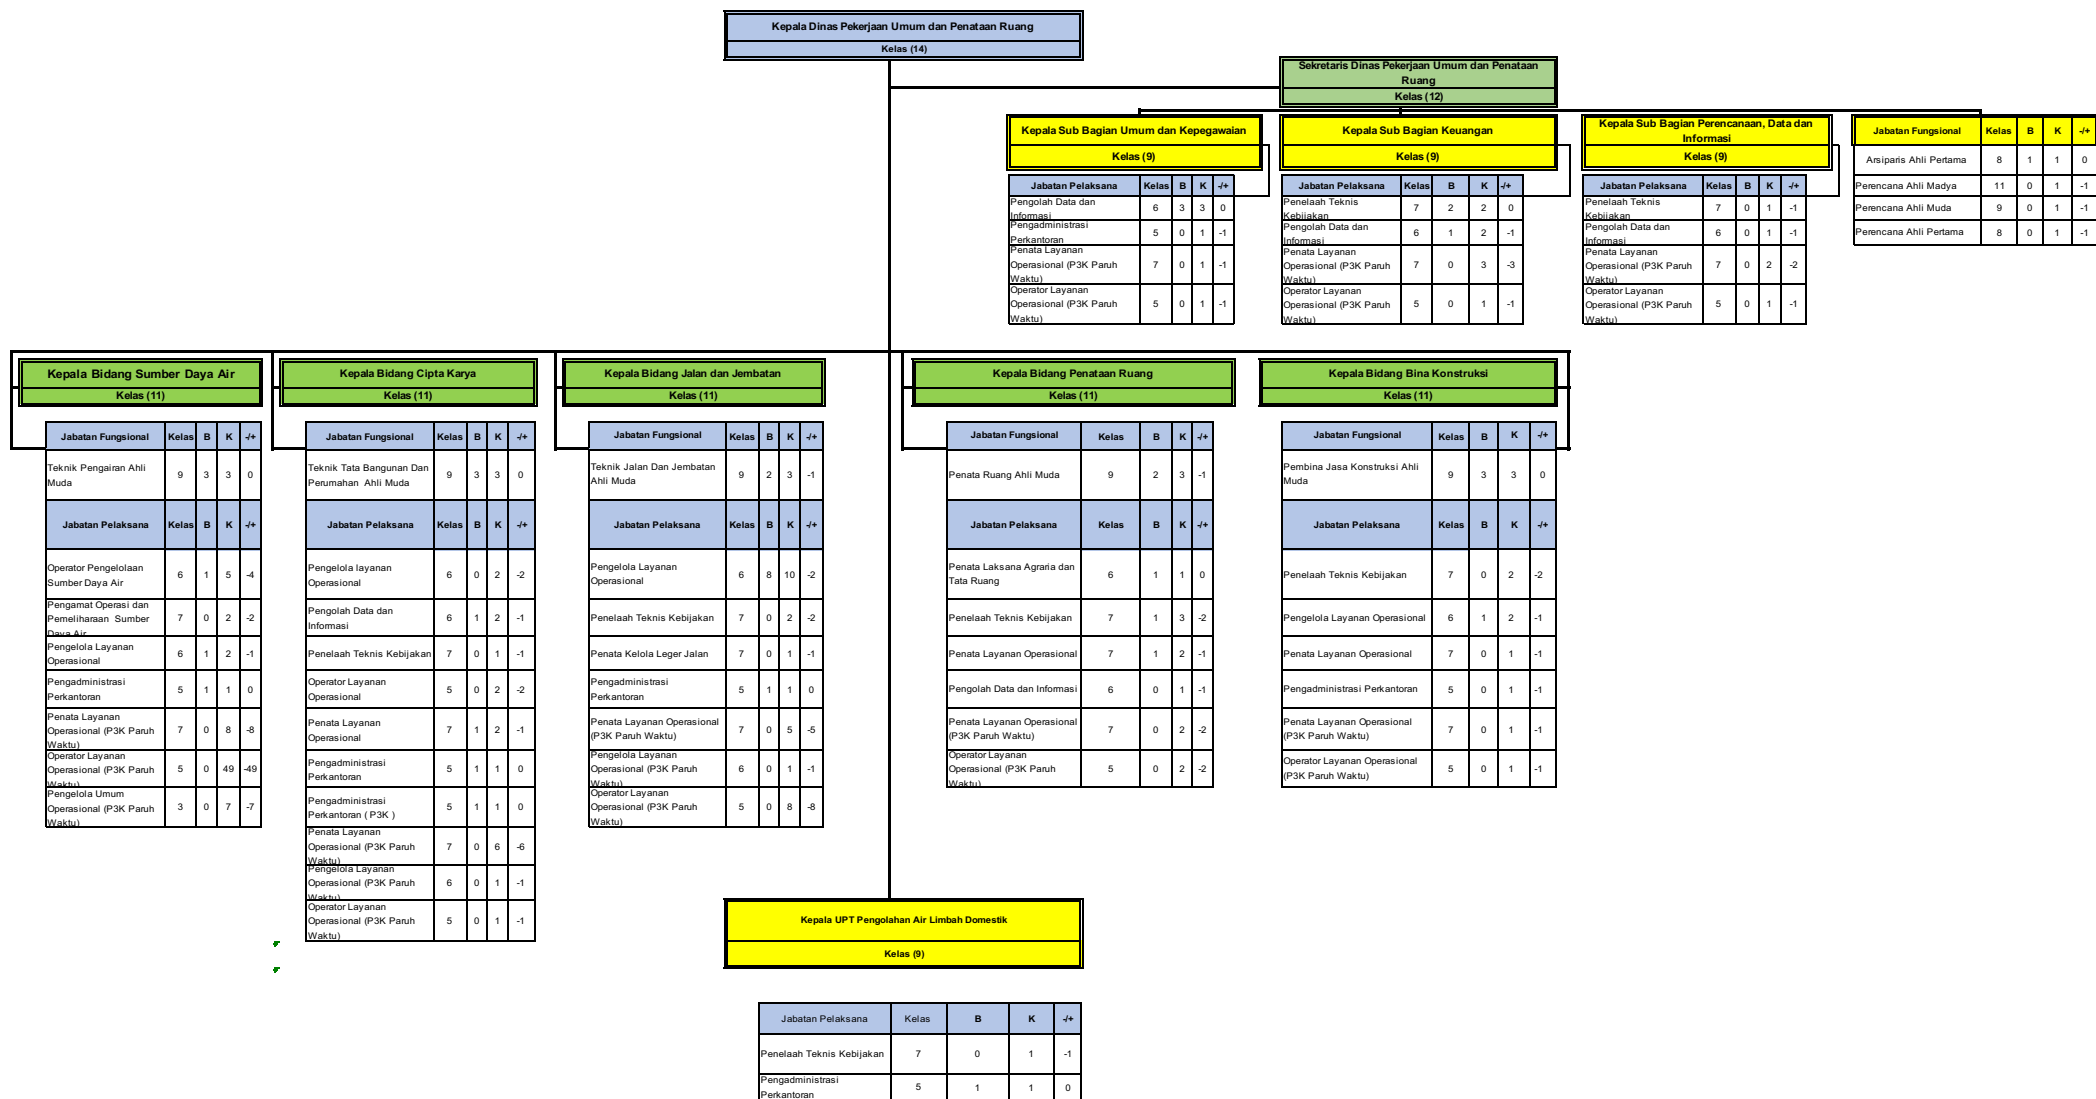 Kepala Dinas Pekerjaan Umum dan Penataan Ruang
Kelas (14)
Sekretaris Dinas Pekerjaan Umum dan Penataan
Ruang
Kelas (12)
Kepala Sub Bagian Umum dan Kepegawaian
Kelas (9)
Jabatan Pelaksana Kelas B K -/+
Pengolah Data dan
Informasi 6 3 3 0
Pengadministrasi
Perkantoran 5 0 1 -1
Penata Layanan
Operasional (P3K Paruh 7 0 1 -1
Waktu)
Operator Layanan
Operasional (P3K Paruh 5 0 1 -1
Waktu)
Kepala Sub Bagian Keuangan
Kelas (9)
Jabatan Pelaksana Kelas B K -/+
Penelaah Teknis
Kebijakan 7 2 2 0
Pengolah Data dan
Informasi 6 1 2 -1
Penata Layanan
Operasional (P3K Paruh 7 0 3 -3
Waktu)
Operator Layanan
Operasional (P3K Paruh 5 0 1 -1
Waktu)
Kepala Sub Bagian Perencanaan, Data dan
Informasi
Kelas (9)
Jabatan Pelaksana Kelas B K -/+
Penelaah Teknis
Kebijakan 7 0 1 -1
Pengolah Data dan
Informasi 6 0 1 -1
Penata Layanan
Operasional (P3K Paruh 7 0 2 -2
Waktu)
Operator Layanan
Operasional (P3K Paruh 5 0 1 -1
Waktu)
Jabatan Fungsional Kelas B K -/+
Arsiparis Ahli Pertama 8 1 1 0
Perencana Ahli Madya 11 0 1 -1
Perencana Ahli Muda 9 0 1 -1
Perencana Ahli Pertama 8 0 1 -1
Kepala Bidang Sumber Daya Air
Kelas (11)
Jabatan Fungsional Kelas B K -/+
Teknik Pengairan Ahli
Muda 9 3 3 0
Jabatan Pelaksana Kelas B K -/+
Operator Pengelolaan
Sumber Daya Air 6 1 5 -4
Pengamat Operasi dan
Pemeliharaan Sumber 7 0 2 -2
Daya Air
Pengelola Layanan
Operasional 6 1 2 -1
Pengadministrasi
Perkantoran 5 1 1 0
Penata Layanan
Operasional (P3K Paruh 7 0 8 -8
Waktu)
Operator Layanan
Operasional (P3K Paruh 5 0 49 -49
Waktu)
Pengelola Umum
Operasional (P3K Paruh 3 0 7 -7
Waktu)
Kepala Bidang Cipta Karya
Kelas (11)
Jabatan Fungsional Kelas B K -/+
Teknik Tata Bangunan Dan
Perumahan Ahli Muda 9 3 3 0
Jabatan Pelaksana Kelas B K -/+
Pengelola layanan
Operasional 6 0 2 -2
Pengolah Data dan
Informasi 6 1 2 -1
Penelaah Teknis Kebijakan 7 0 1 -1
Operator Layanan
Operasional 5 0 2 -2
Penata Layanan
Operasional 7 1 2 -1
Pengadministrasi
Perkantoran 5 1 1 0
Pengadministrasi
Perkantoran ( P3K ) 5 1 1 0
Penata Layanan
Operasional (P3K Paruh 7 0 6 -6
Waktu)
Pengelola Layanan
Operasional (P3K Paruh 6 0 1 -1
Waktu)
Operator Layanan
Operasional (P3K Paruh 5 0 1 -1
Waktu)
Kepala Bidang Jalan dan Jembatan
Kelas (11)
Jabatan Fungsional Kelas B K -/+
Teknik Jalan Dan Jembatan
Ahli Muda 9 2 3 -1
Jabatan Pelaksana Kelas B K -/+
Pengelola Layanan
Operasional 6 8 10 -2
Penelaah Teknis Kebijakan 7 0 2 -2
Penata Kelola Leger Jalan 7 0 1 -1
Pengadministrasi
Perkantoran 5 1 1 0
Penata Layanan Operasional
(P3K Paruh Waktu) 7 0 5 -5
Pengelola Layanan
Operasional (P3K Paruh 6 0 1 -1
Waktu)
Operator Layanan
Operasional (P3K Paruh 5 0 8 -8
Waktu)
Kepala Bidang Penataan Ruang
Kelas (11)
Jabatan Fungsional Kelas B K -/+
Penata Ruang Ahli Muda 9 2 3 -1
Jabatan Pelaksana Kelas B K -/+
Penata Laksana Agraria dan
Tata Ruang 6 1 1 0
Penelaah Teknis Kebijakan 7 1 3 -2
Penata Layanan Operasional 7 1 2 -1
Pengolah Data dan Informasi 6 0 1 -1
Penata Layanan Operasional
(P3K Paruh Waktu) 7 0 2 -2
Operator Layanan
Operasional (P3K Paruh 5 0 2 -2
Waktu)
Kepala Bidang Bina Konstruksi
Kelas (11)
Jabatan Fungsional Kelas B K -/+
Pembina Jasa Konstruksi Ahli
Muda 9 3 3 0
Jabatan Pelaksana Kelas B K -/+
Penelaah Teknis Kebijakan 7 0 2 -2
Pengelola Layanan Operasional 6 1 2 -1
Penata Layanan Operasional 7 0 1 -1
Pengadministrasi Perkantoran 5 0 1 -1
Penata Layanan Operasional
(P3K Paruh Waktu) 7 0 1 -1
Operator Layanan Operasional
(P3K Paruh Waktu) 5 0 1 -1
Kepala UPT Pengolahan Air Limbah Domestik
Kelas (9)
Jabatan Pelaksana Kelas B K -/+
Penelaah Teknis Kebijakan 7 0 1 -1
Pengadministrasi
Perkantoran 5 1 1 0